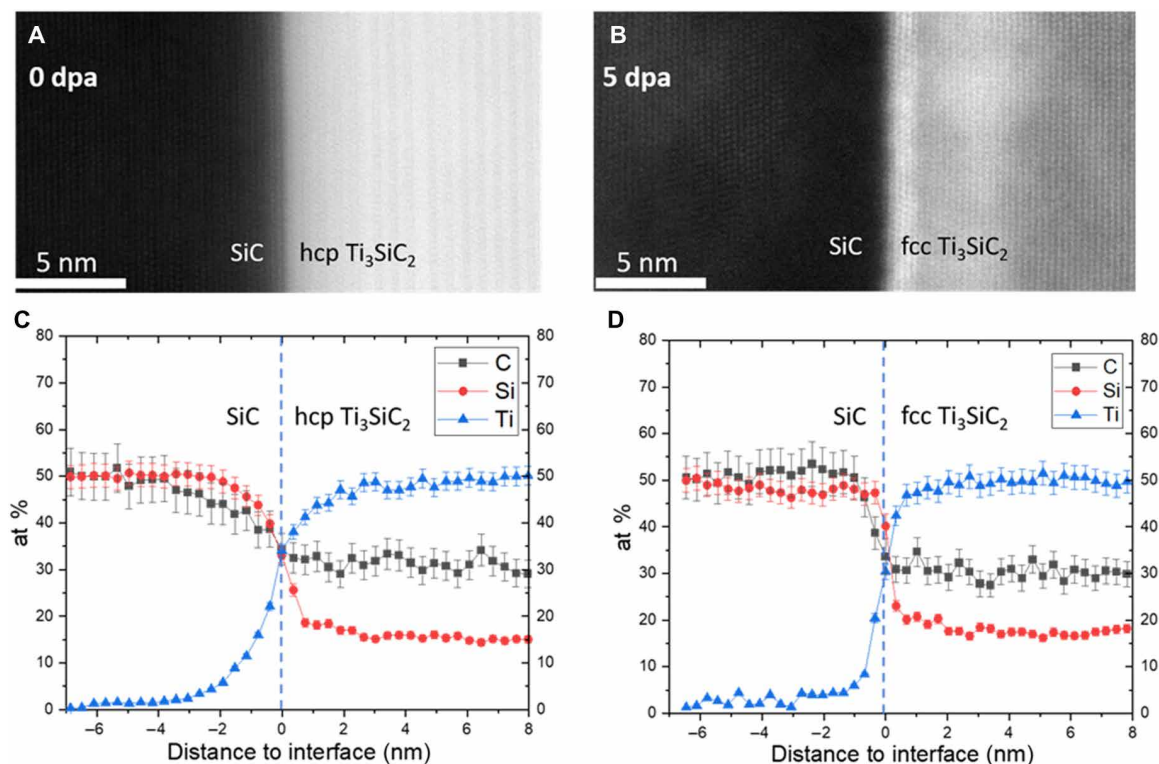 A
0 dpa
SiC hcp Ti₃SiC₂
5 nm
B
5 dpa
SiC fcc Ti₃SiC₂
5 nm
C
80 80
70 70
60 60
50 50
40 40
30 30
20 20
10 10
0 0
at %
C
Si
Ti
SiC hcp Ti₃SiC₂
−6 −4 −2 0 2 4 6 8
Distance to interface (nm)
D
80 80
70 70
60 60
50 50
40 40
30 30
20 20
10 10
0 0
at %
C
Si
Ti
SiC fcc Ti₃SiC₂
−6 −4 −2 0 2 4 6 8
Distance to interface (nm)